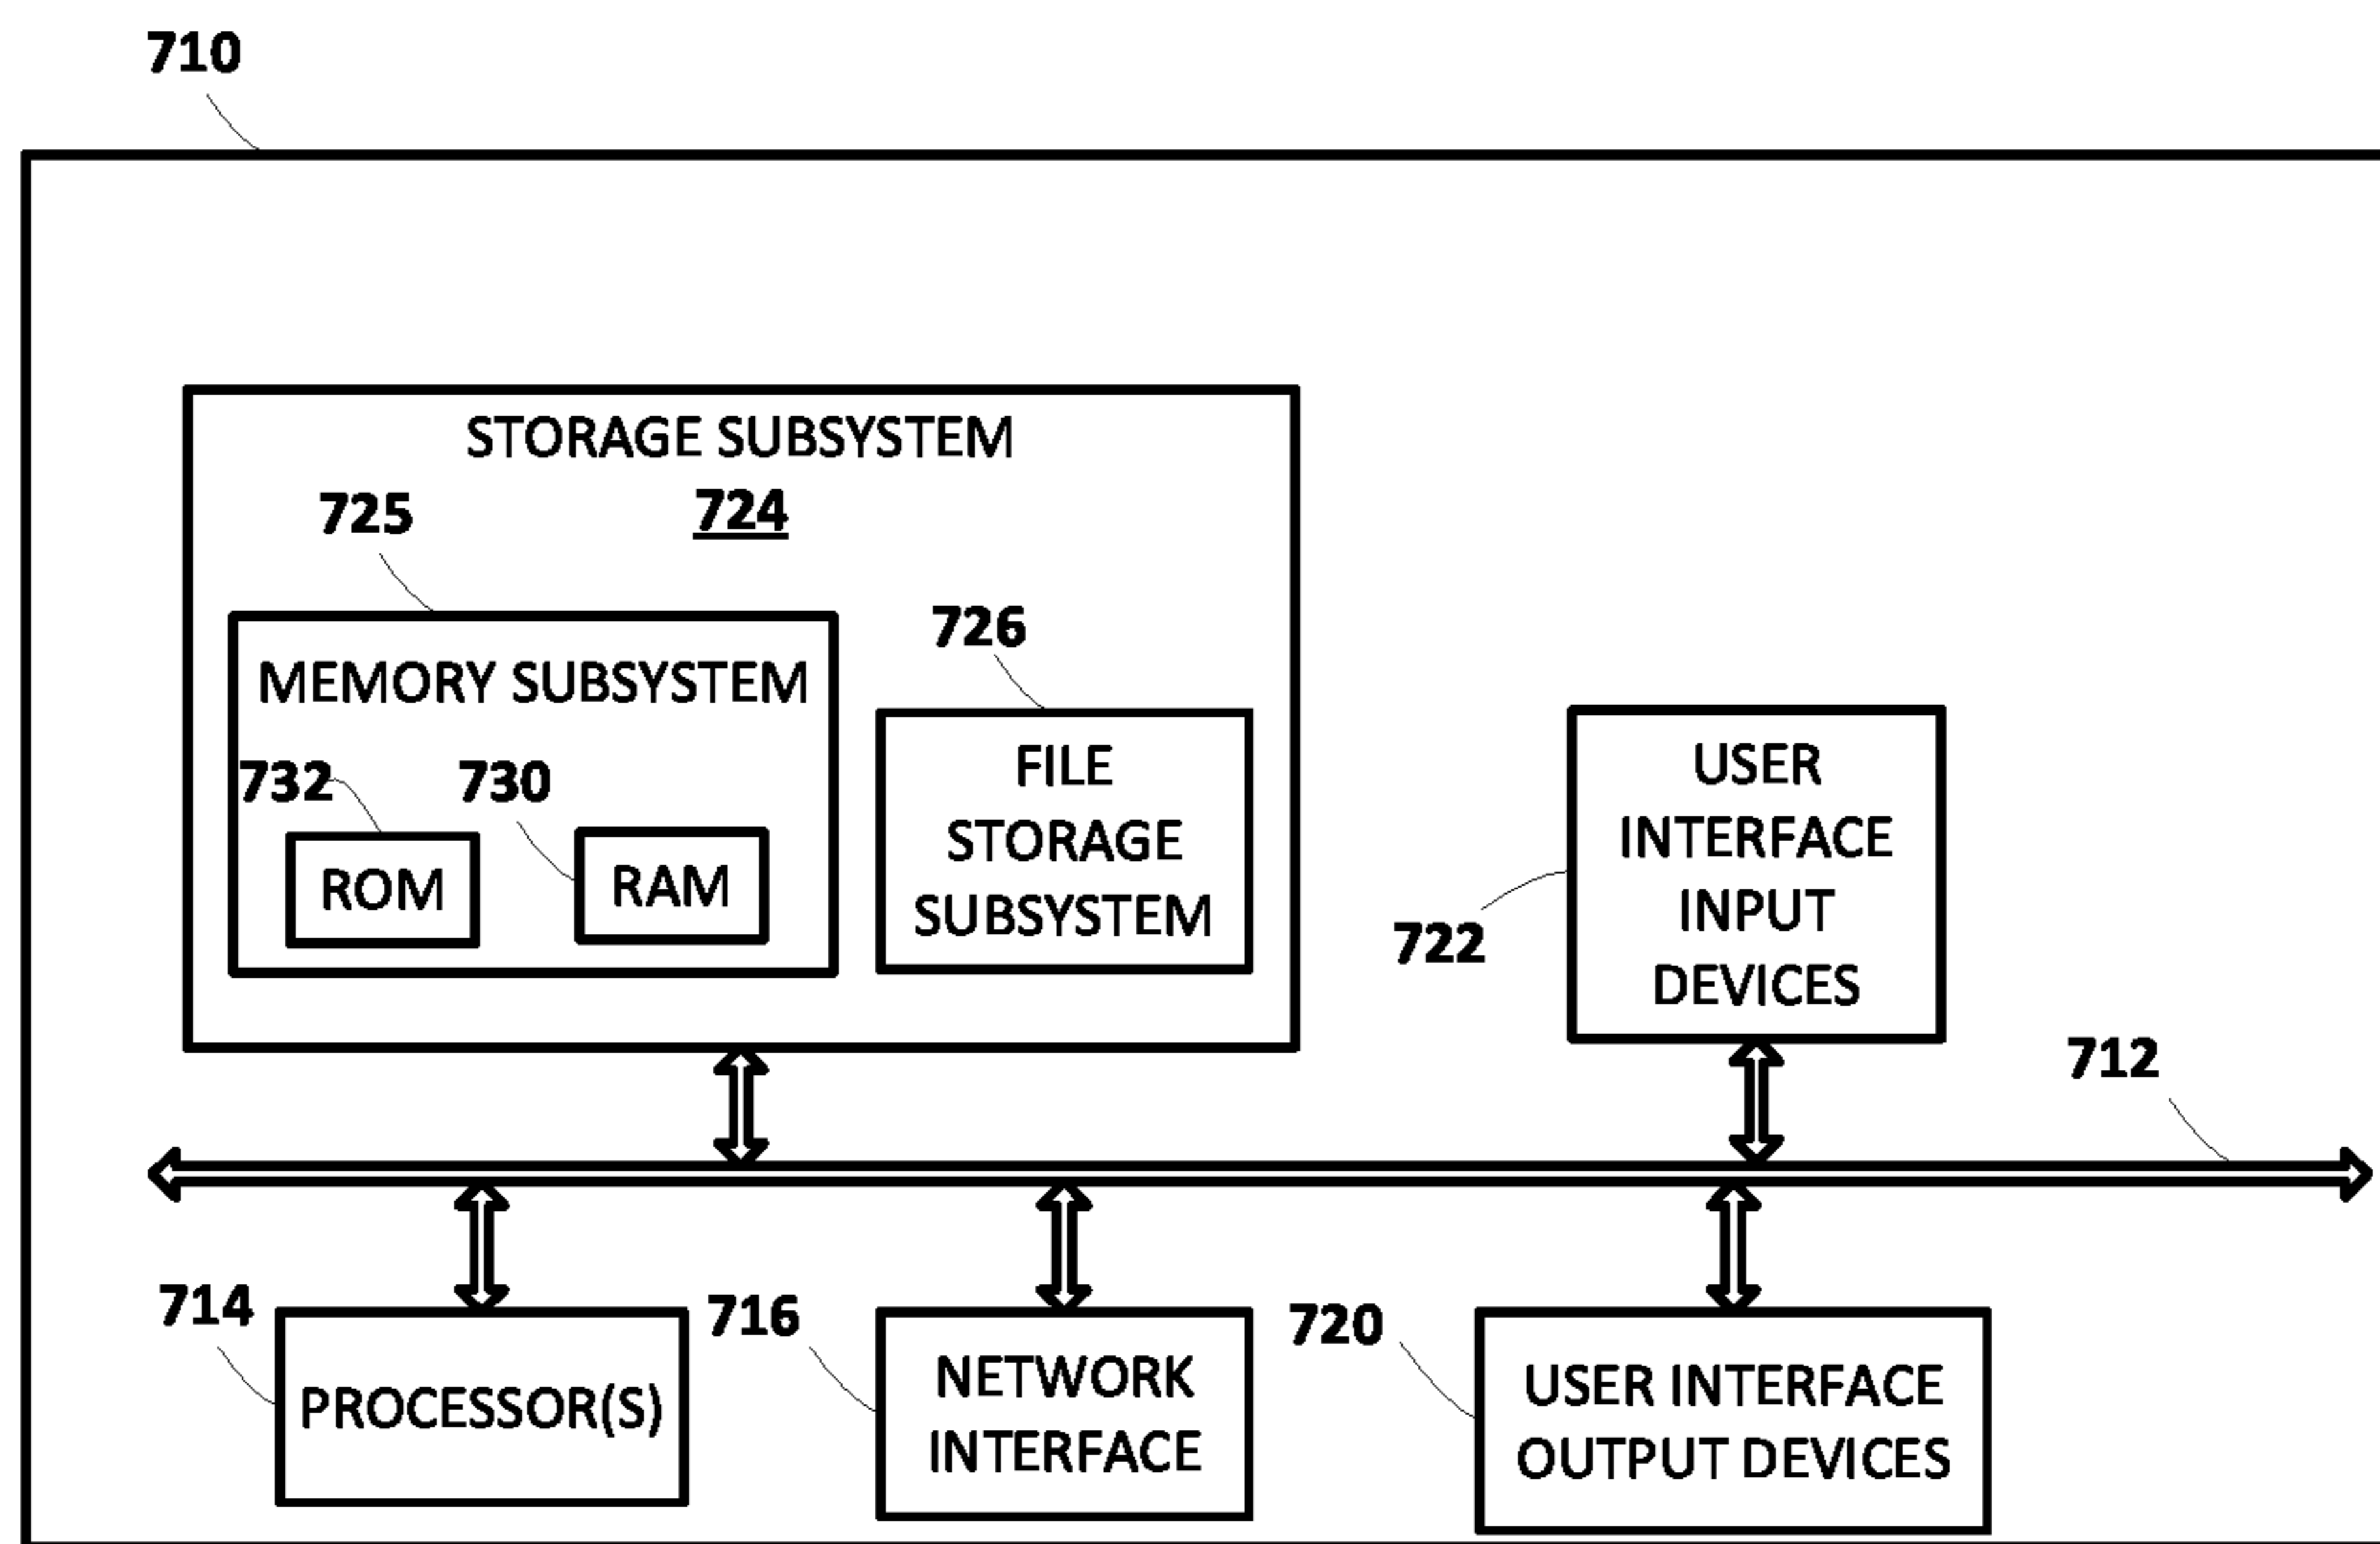 710
STORAGE SUBSYSTEM
725
724
726
MEMORY SUBSYSTEM
732
730
ROM
RAM
FILE
STORAGE
SUBSYSTEM
USER
INTERFACE
INPUT
DEVICES
722
712
714
PROCESSOR(S)
716
NETWORK
INTERFACE
720
USER INTERFACE
OUTPUT DEVICES